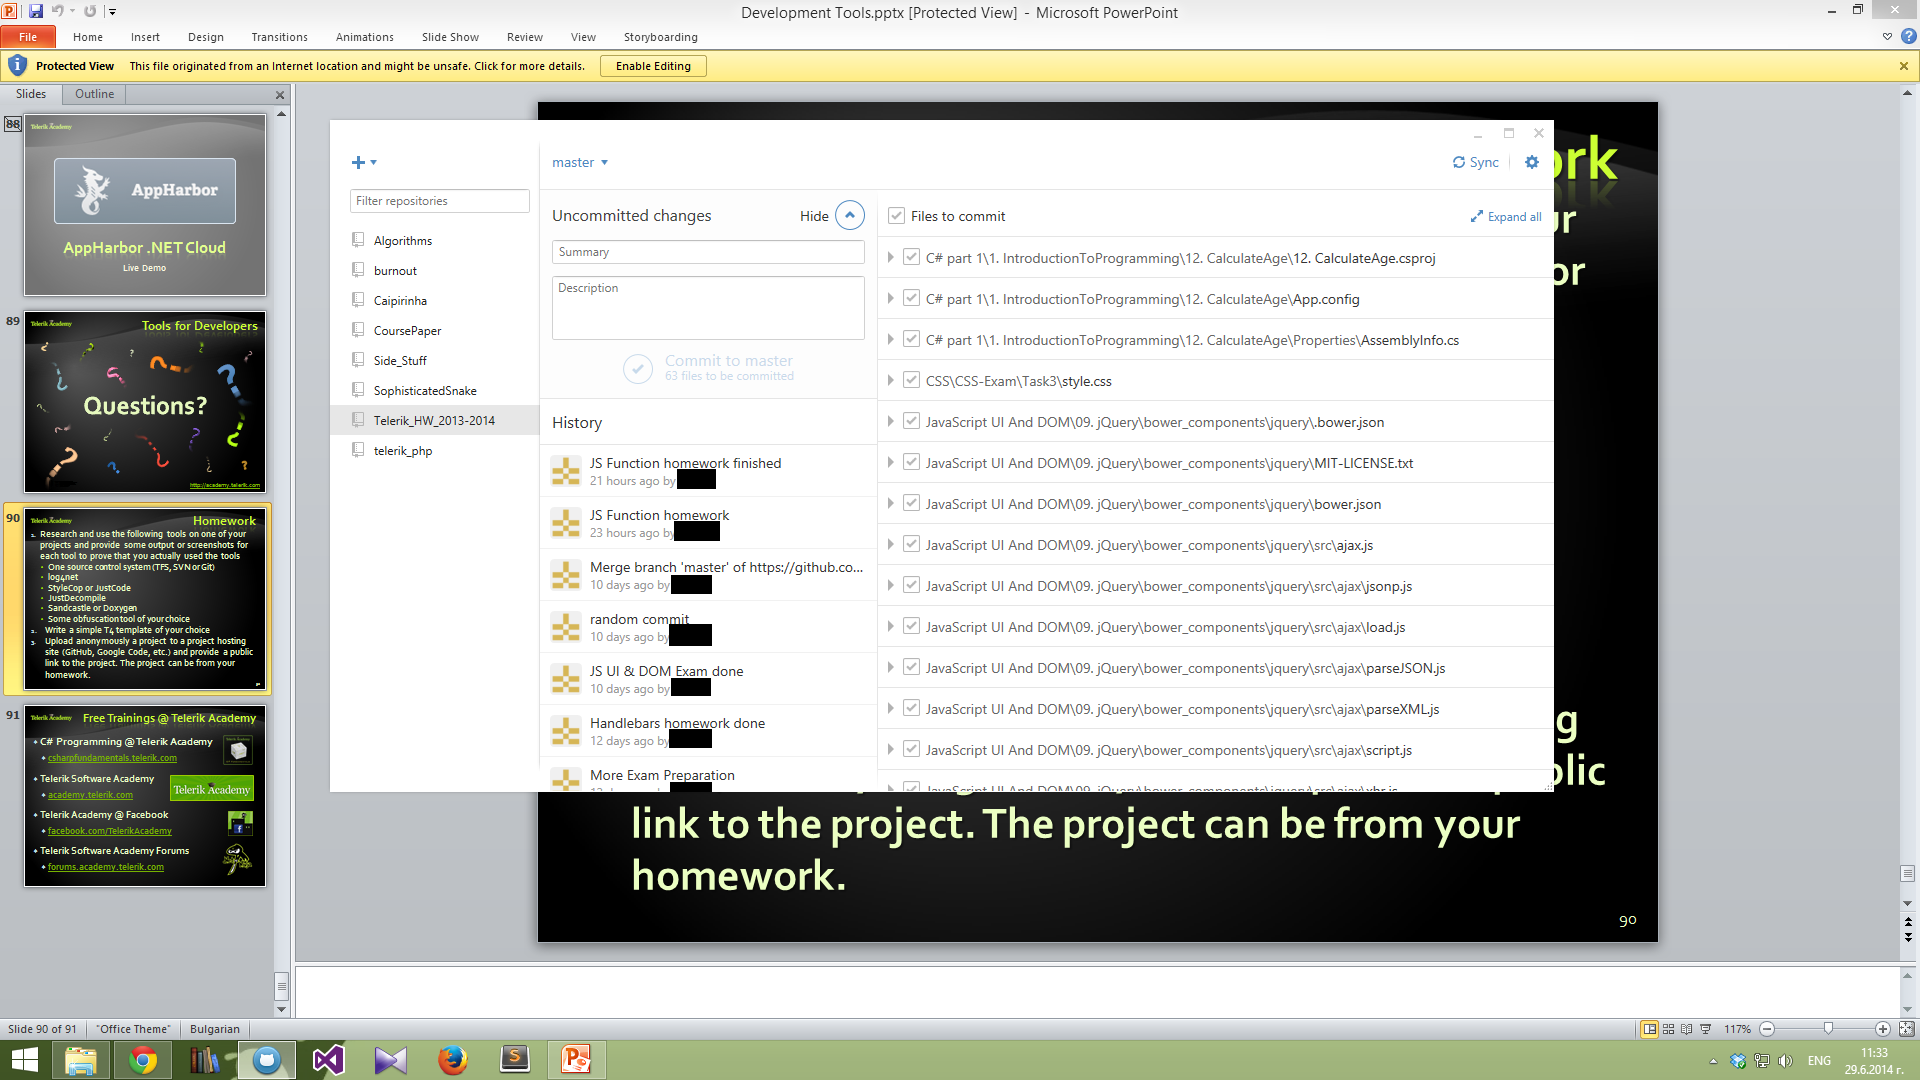 Development Tools.pptx [Protected View] - Microsoft PowerPoint
File Home Insert Design Transitions Animations Slide Show Review View Storyboarding
Protected View This file originated from an Internet location and might be unsafe. Click for more details. Enable Editing
Slides Outline
88
Telerik Academy
AppHarbor
AppHarbor .NET Cloud
Live Demo
89
Telerik Academy
Tools for Developers
Questions?
http://academy.telerik.com
90
Telerik Academy
Homework
1. Research and use the following tools on one of your
projects and provide some output or screenshots for
each tool to prove that you actually used the tools
One source control system (TFS, SVN or Git)
log4net
StyleCop or JustCode
JustDecompile
Sandcastle or Doxygen
Some obfuscation tool of your choice
2. Write a simple T4 template of your choice
3. Upload anonymously a project to a project hosting
site (GitHub, Google Code, etc.) and provide a public
link to the project. The project can be from your
homework.
91
Telerik Academy
Free Trainings @ Telerik Academy
C# Programming @ Telerik Academy
csharpfundamentals.telerik.com
Telerik Software Academy
academy.telerik.com
Telerik Academy
Telerik Academy @ Facebook
facebook.com/TelerikAcademy
Telerik Software Academy Forums
forums.academy.telerik.com
Filter repositories
Algorithms
burnout
Caipirinha
CoursePaper
Side_Stuff
SophisticatedSnake
Telerik_HW_2013-2014
telerik_php
master
Sync
Uncommitted changes
Hide
Summary
Description
Commit to master
63 files to be committed
History
JS Function homework finished
21 hours ago by
JS Function homework
23 hours ago by
Merge branch 'master' of https://github.co...
10 days ago by
random commit
10 days ago by
JS UI & DOM Exam done
10 days ago by
Handlebars homework done
12 days ago by
More Exam Preparation
Files to commit
Expand all
C# part 1\1. IntroductionToProgramming\12. CalculateAge\12. CalculateAge.csproj
C# part 1\1. IntroductionToProgramming\12. CalculateAge\App.config
C# part 1\1. IntroductionToProgramming\12. CalculateAge\Properties\AssemblyInfo.cs
CSS\CSS-Exam\Task3\style.css
JavaScript UI And DOM\09. jQuery\bower_components\jquery\.bower.json
JavaScript UI And DOM\09. jQuery\bower_components\jquery\MIT-LICENSE.txt
JavaScript UI And DOM\09. jQuery\bower_components\jquery\bower.json
JavaScript UI And DOM\09. jQuery\bower_components\jquery\src\ajax.js
JavaScript UI And DOM\09. jQuery\bower_components\jquery\src\ajax\jsonp.js
JavaScript UI And DOM\09. jQuery\bower_components\jquery\src\ajax\load.js
JavaScript UI And DOM\09. jQuery\bower_components\jquery\src\ajax\parseJSON.js
JavaScript UI And DOM\09. jQuery\bower_components\jquery\src\ajax\parseXML.js
JavaScript UI And DOM\09. jQuery\bower_components\jquery\src\ajax\script.js
ork
ur
or
g
blic
link to the project. The project can be from your
homework.
90
Slide 90 of 91 "Office Theme" Bulgarian
117%
ENG
11:33
29.6.2014 г.